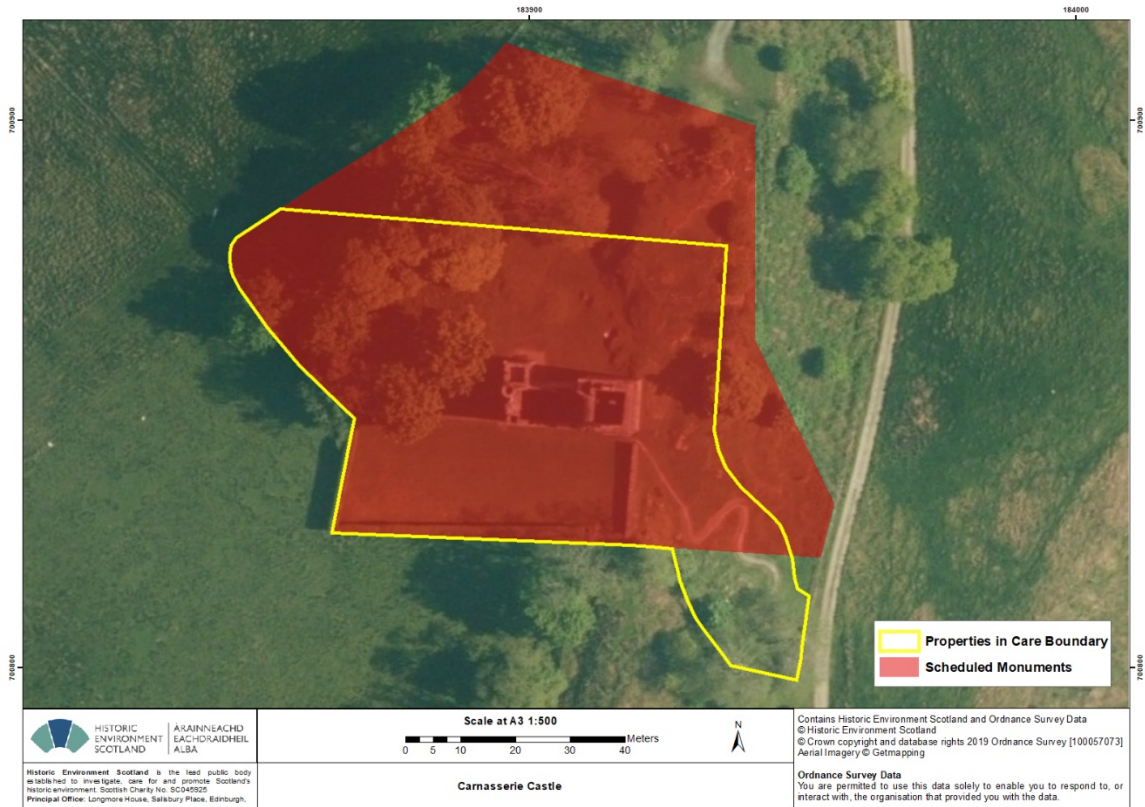 183900
184000
700900
700900
700800
700800
Properties in Care Boundary
Scheduled Monuments
HISTORIC
ENVIRONMENT
SCOTLAND
ÀRAINNEACHD
EACHDRAIDHEIL
ALBA
Historic Environment Scotland is the lead public body
established to investigate, care for and promote Scotland's
historic environment. Scottish Charity No. SC045925
Principal Office: Longmore House, Salisbury Place, Edinburgh,
Scale at A3 1:500
0 5 10 20 30 40 Meters
N
Carnasserie Castle
Contains Historic Environment Scotland and Ordnance Survey Data
© Historic Environment Scotland
© Crown copyright and database rights 2019 Ordnance Survey [100057073]
Aerial Imagery © Getmapping
Ordnance Survey Data
You are permitted to use this data solely to enable you to respond to, or
interact with, the organisation that provided you with the data.